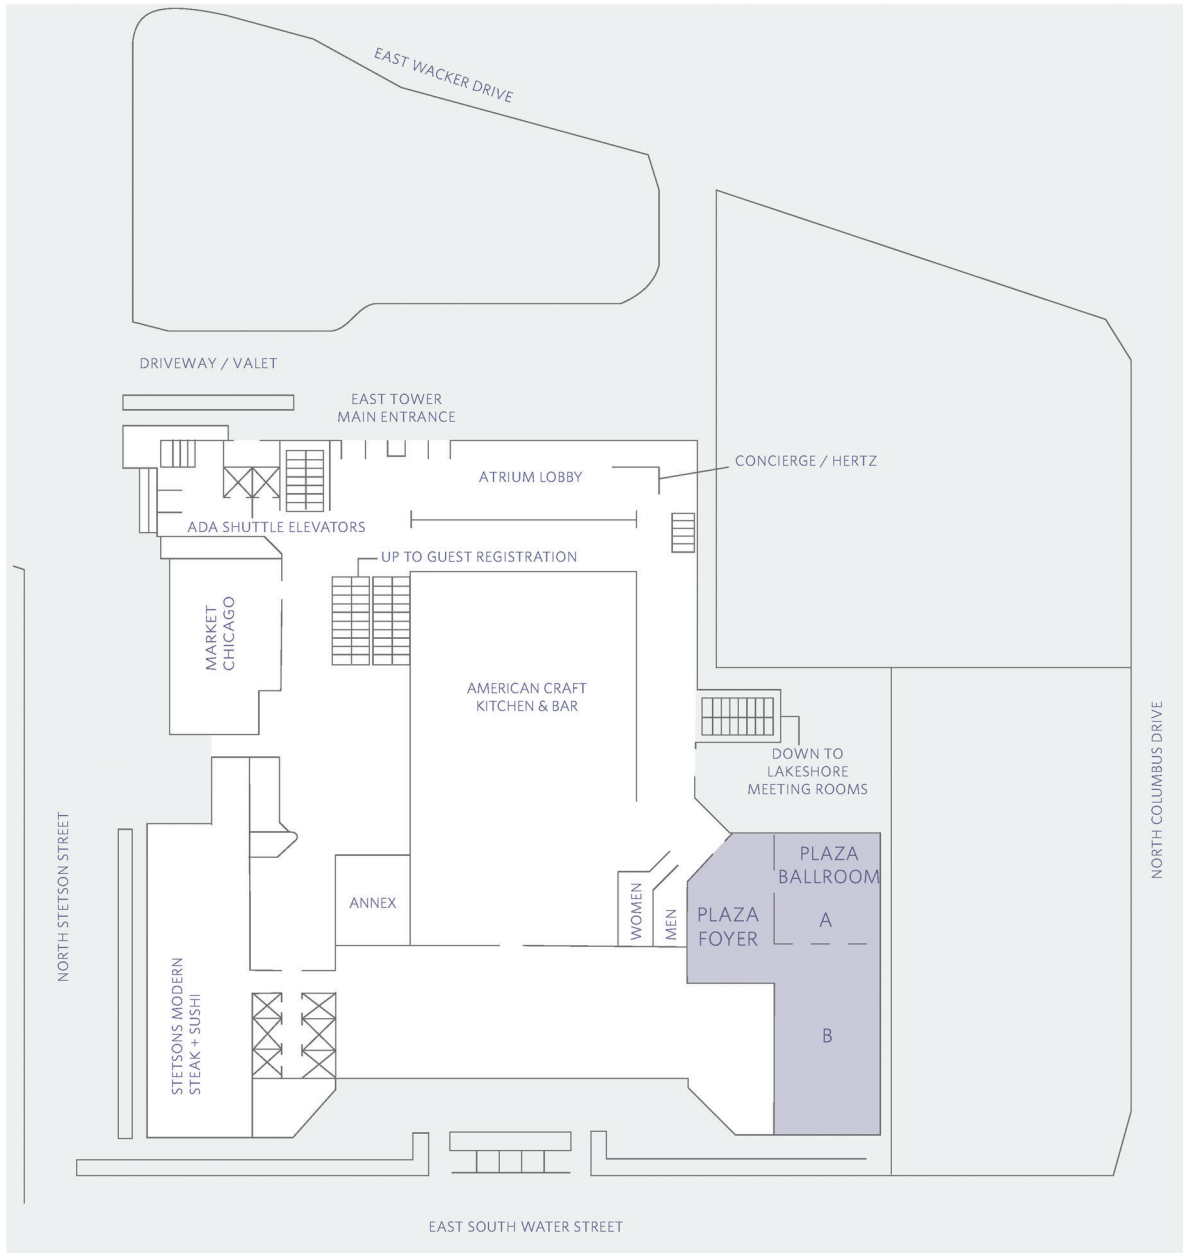 EAST WACKER DRIVE
DRIVEWAY / VALET
EAST TOWER
MAIN ENTRANCE
CONCIERGE / HERTZ
ATRIUM LOBBY
ADA SHUTTLE ELEVATORS
UP TO GUEST REGISTRATION
MARKET
CHICAGO
AMERICAN CRAFT
KITCHEN & BAR
DOWN TO
LAKESHORE
MEETING ROOMS
NORTH COLUMBUS DRIVE
NORTH STETSON STREET
PLAZA
BALLROOM
A
ANNEX
WOMEN
MEN
PLAZA
FOYER
STETSONS MODERN
STEAK + SUSHI
B
EAST SOUTH WATER STREET